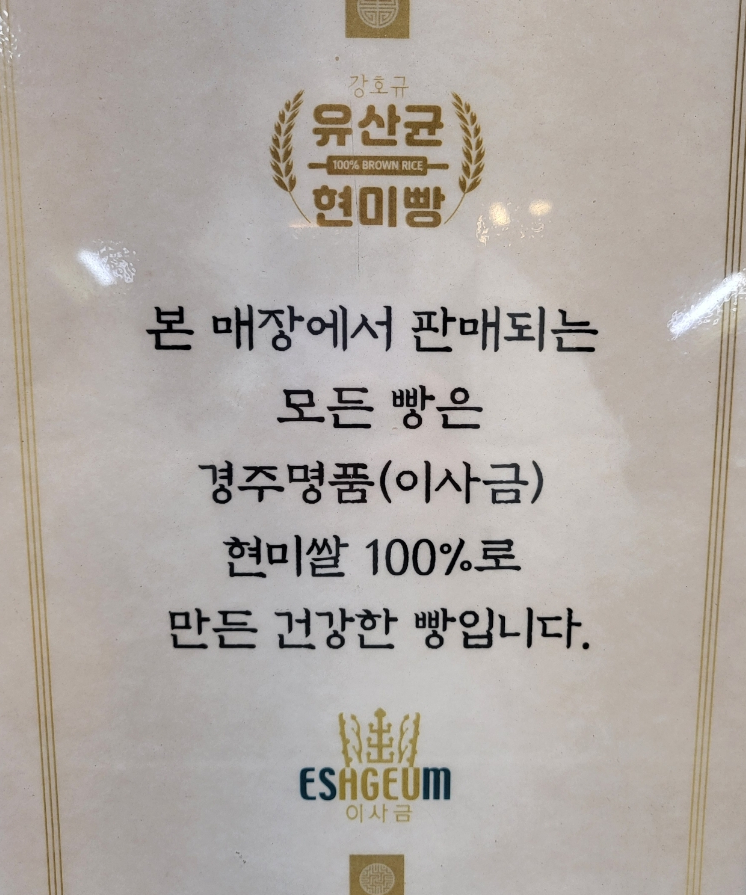 강호규
유산균
100% BROWN RICE
현미빵
본 매장에서 판매되는
모든 빵은
경주명품(이사금)
현미쌀 100%로
만든 건강한 빵입니다.
ESAGEUM
이사금